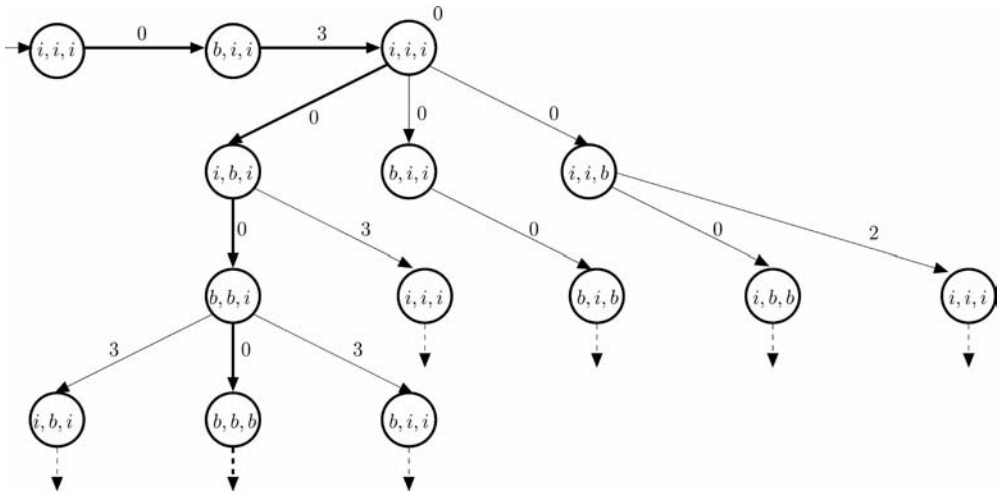 0
i, i, i 0 b, i, i 3 i, i, i
0 0 0
i, b, i b, i, i i, i, b
0 3 0 0 2
b, b, i i, i, i b, i, b i, b, b i, i, i
3 0 3
i, b, i b, b, b b, i, i